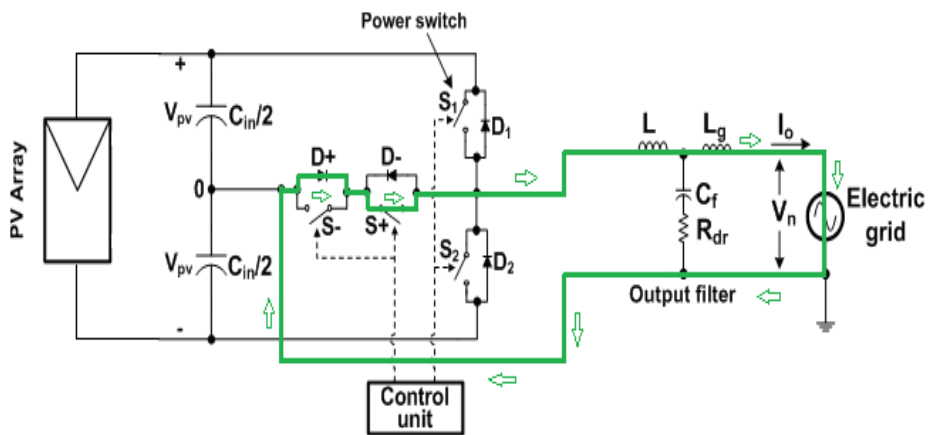 Power switch
+
S1
D1
Vpv Cin/2
L
Lg
Io
PV Array
D+
D-
0
Cf
Vn
Electric
grid
S-
S+
S2
D2
Rdr
Vpv Cin/2
Output filter
-
Control
unit